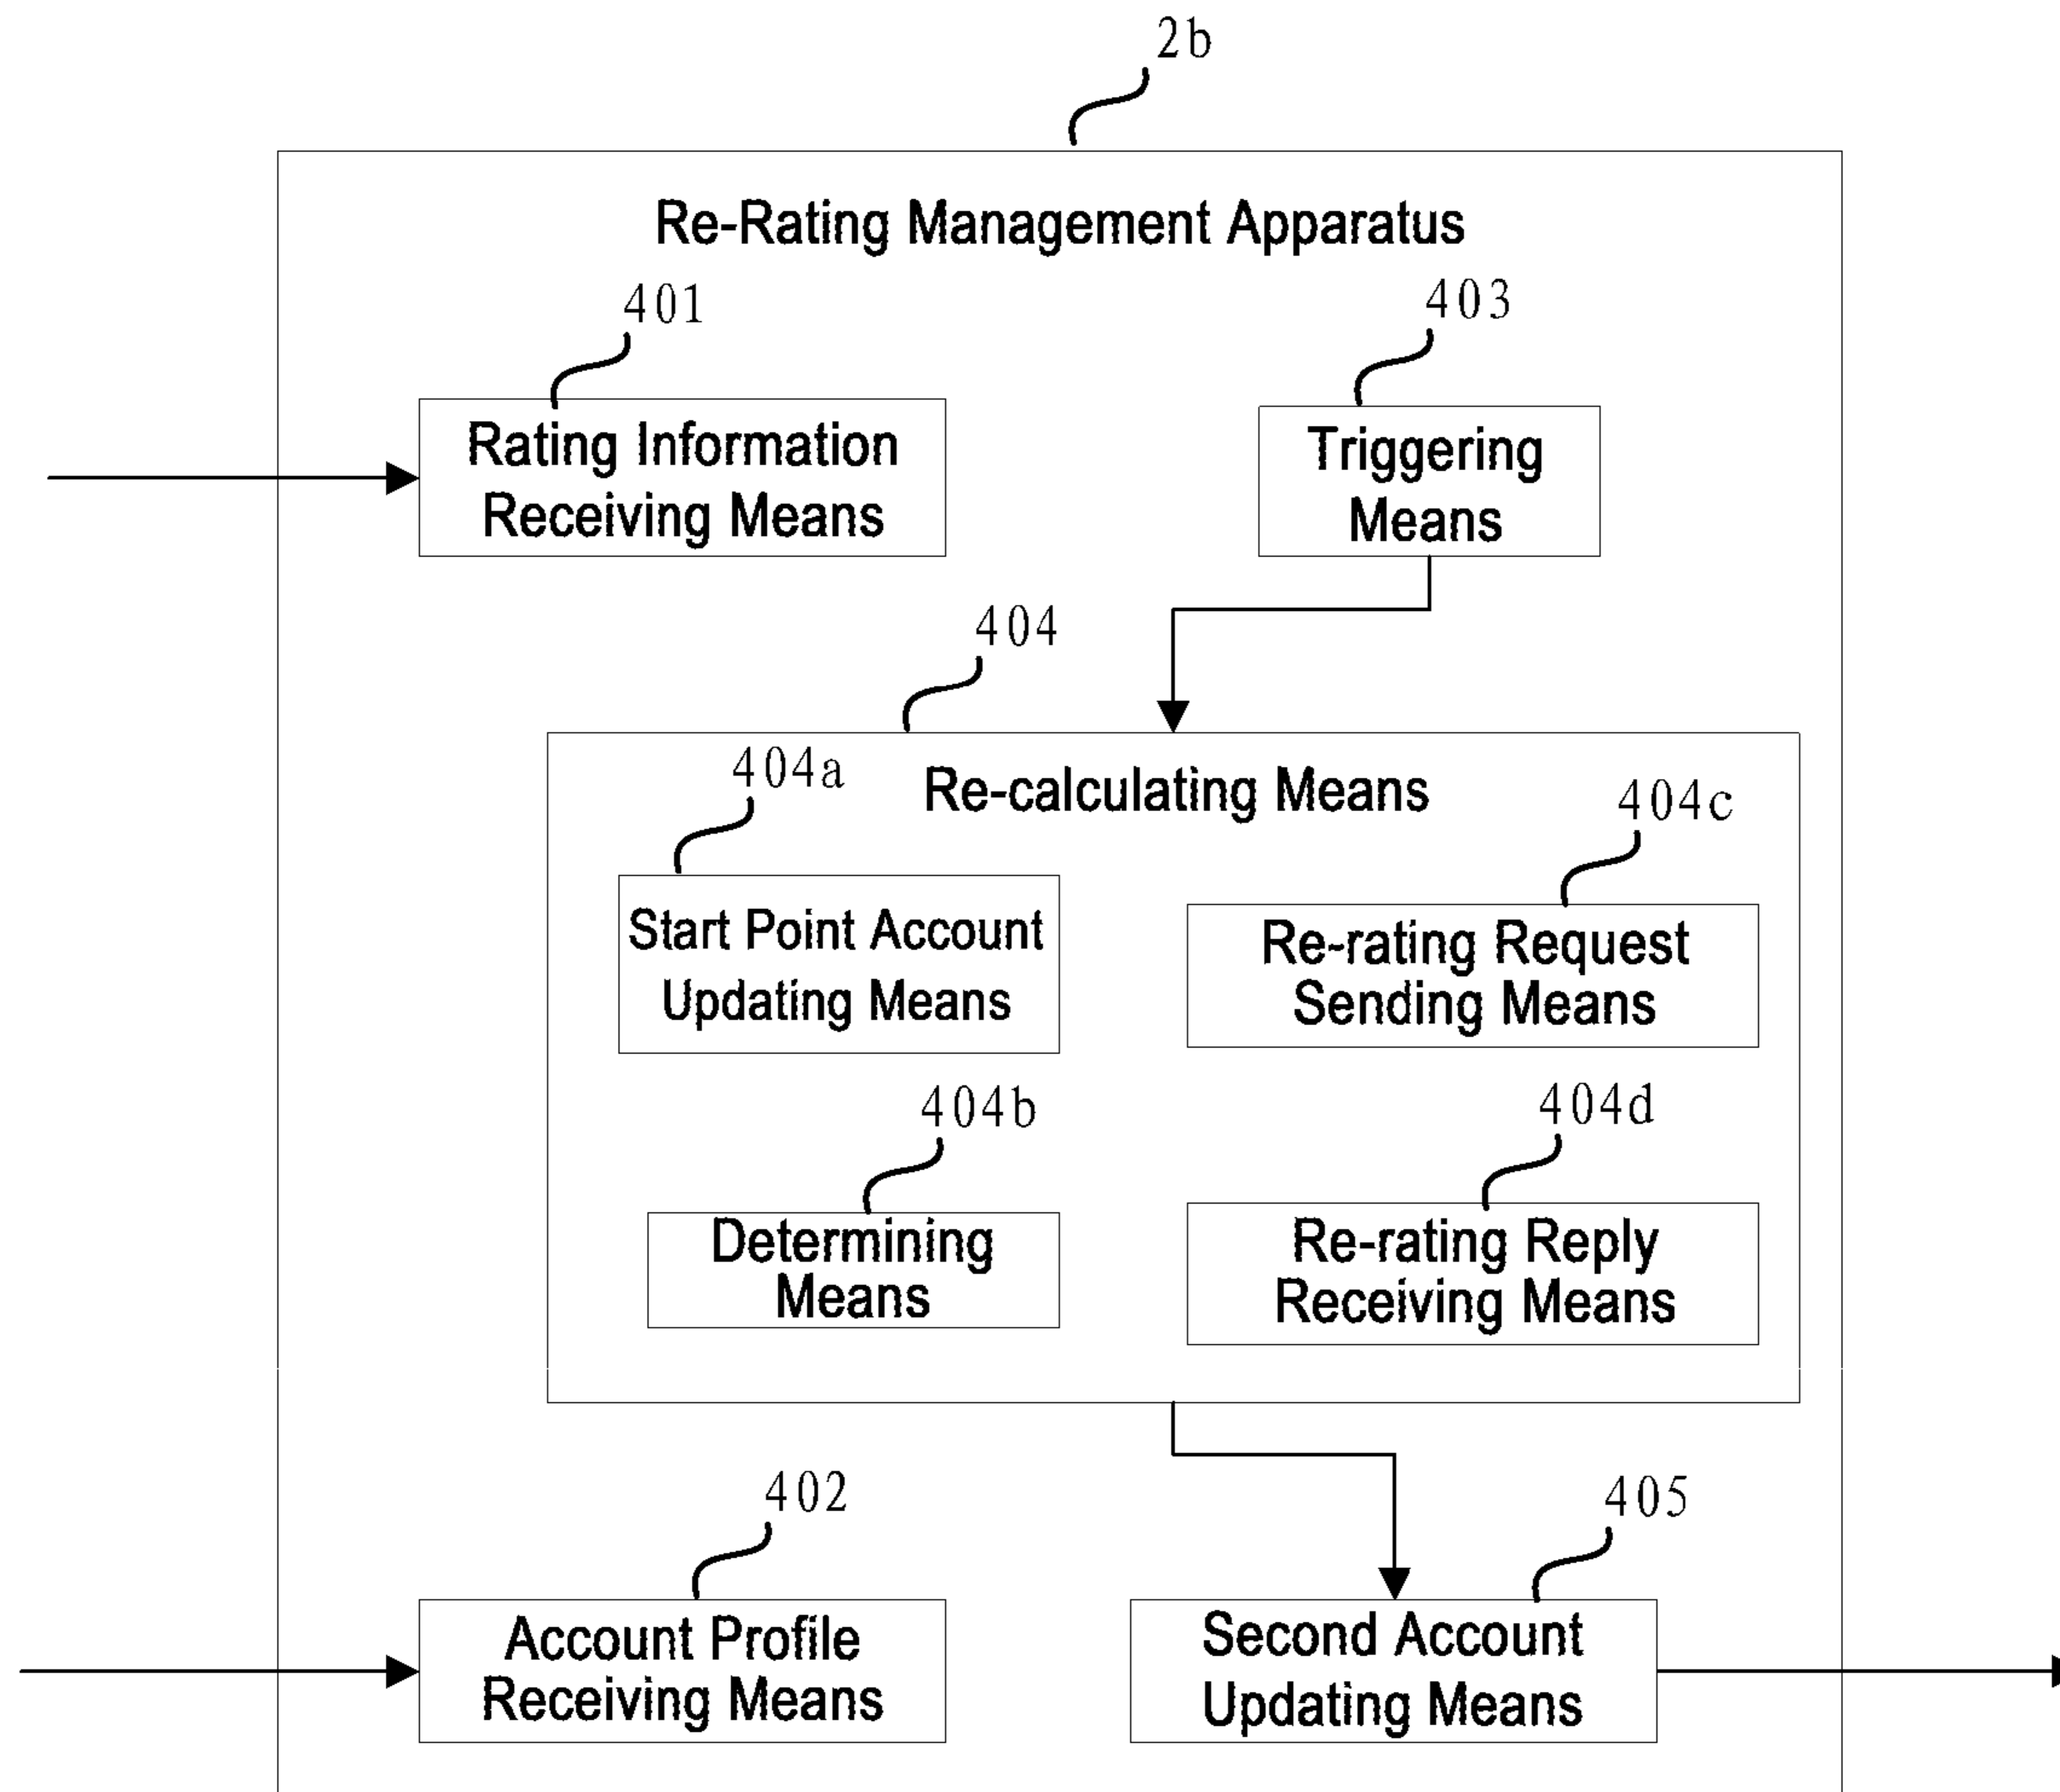 2b
Re-Rating Management Apparatus
401
403
Rating Information
Receiving Means
Triggering
Means
404
404a
Re-calculating Means
404c
Start Point Account
Updating Means
Re-rating Request
Sending Means
404b
404d
Determining
Means
Re-rating Reply
Receiving Means
402
405
Account Profile
Receiving Means
Second Account
Updating Means